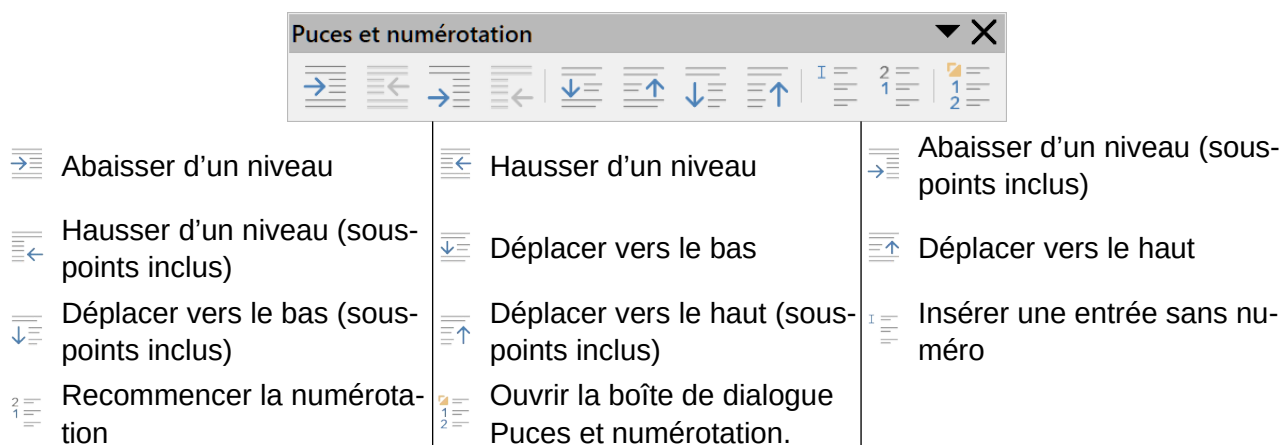 Puces et numérotation
Abaisser d’un niveau
Hausser d’un niveau
Abaisser d’un niveau (sous-
points inclus)
Hausser d’un niveau (sous-
points inclus)
Déplacer vers le bas
Déplacer vers le haut
Déplacer vers le bas (sous-
points inclus)
Déplacer vers le haut (sous-
points inclus)
Insérer une entrée sans nu-
méro
Recommencer la numérota-
tion
Ouvrir la boîte de dialogue
Puces et numérotation.